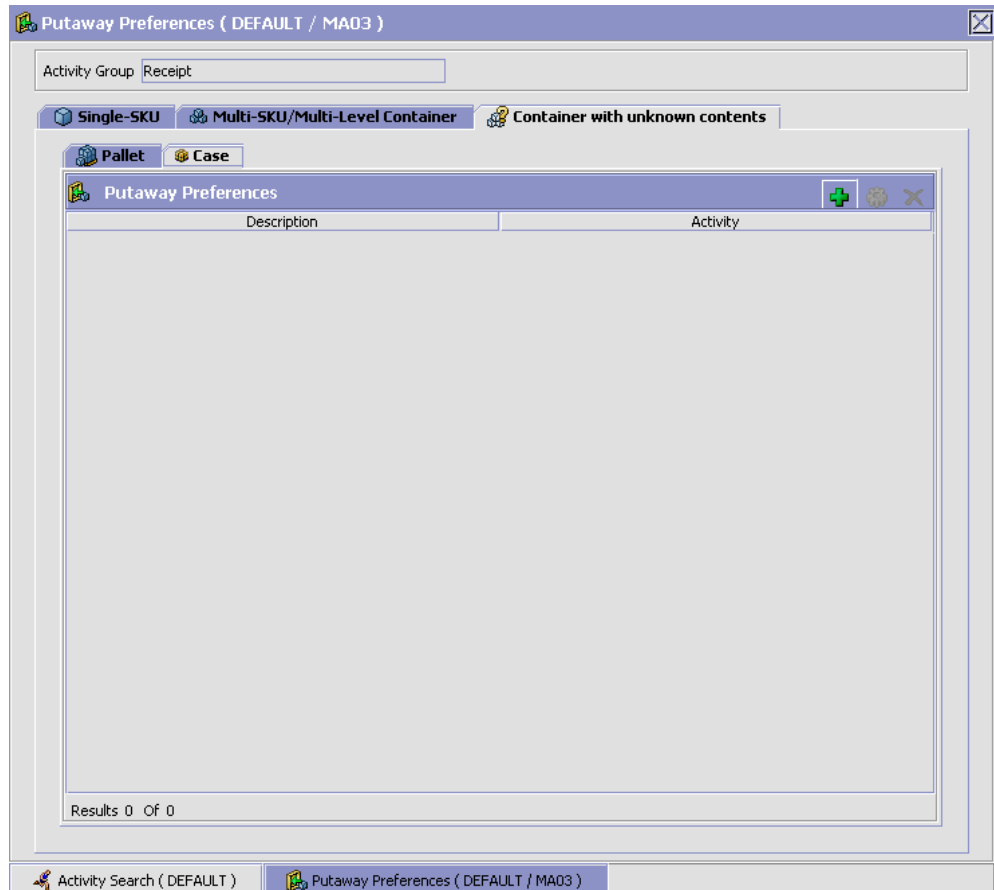 Putaway Preferences ( DEFAULT / MA03 )
Activity Group Receipt
Single-SKU Multi-SKU/Multi-Level Container Container with unknown contents
Pallet Case
Putaway Preferences
Description Activity
Results 0 Of 0
Activity Search ( DEFAULT ) Putaway Preferences ( DEFAULT / MA03 )